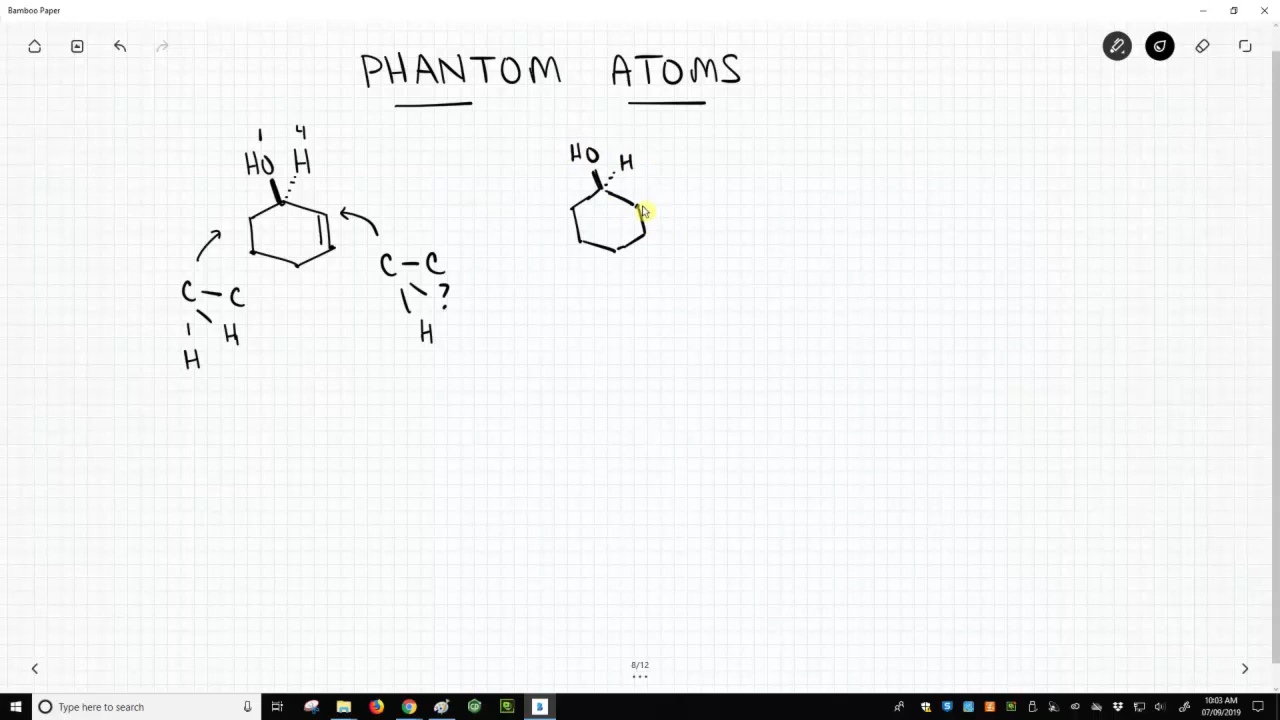 Bamboo Paper
PHANTOM ATOMS
1 4
HO H
HO H
C C
?
H
C C
H
H
8/12
Type here to search
10:03 AM
07/09/2019